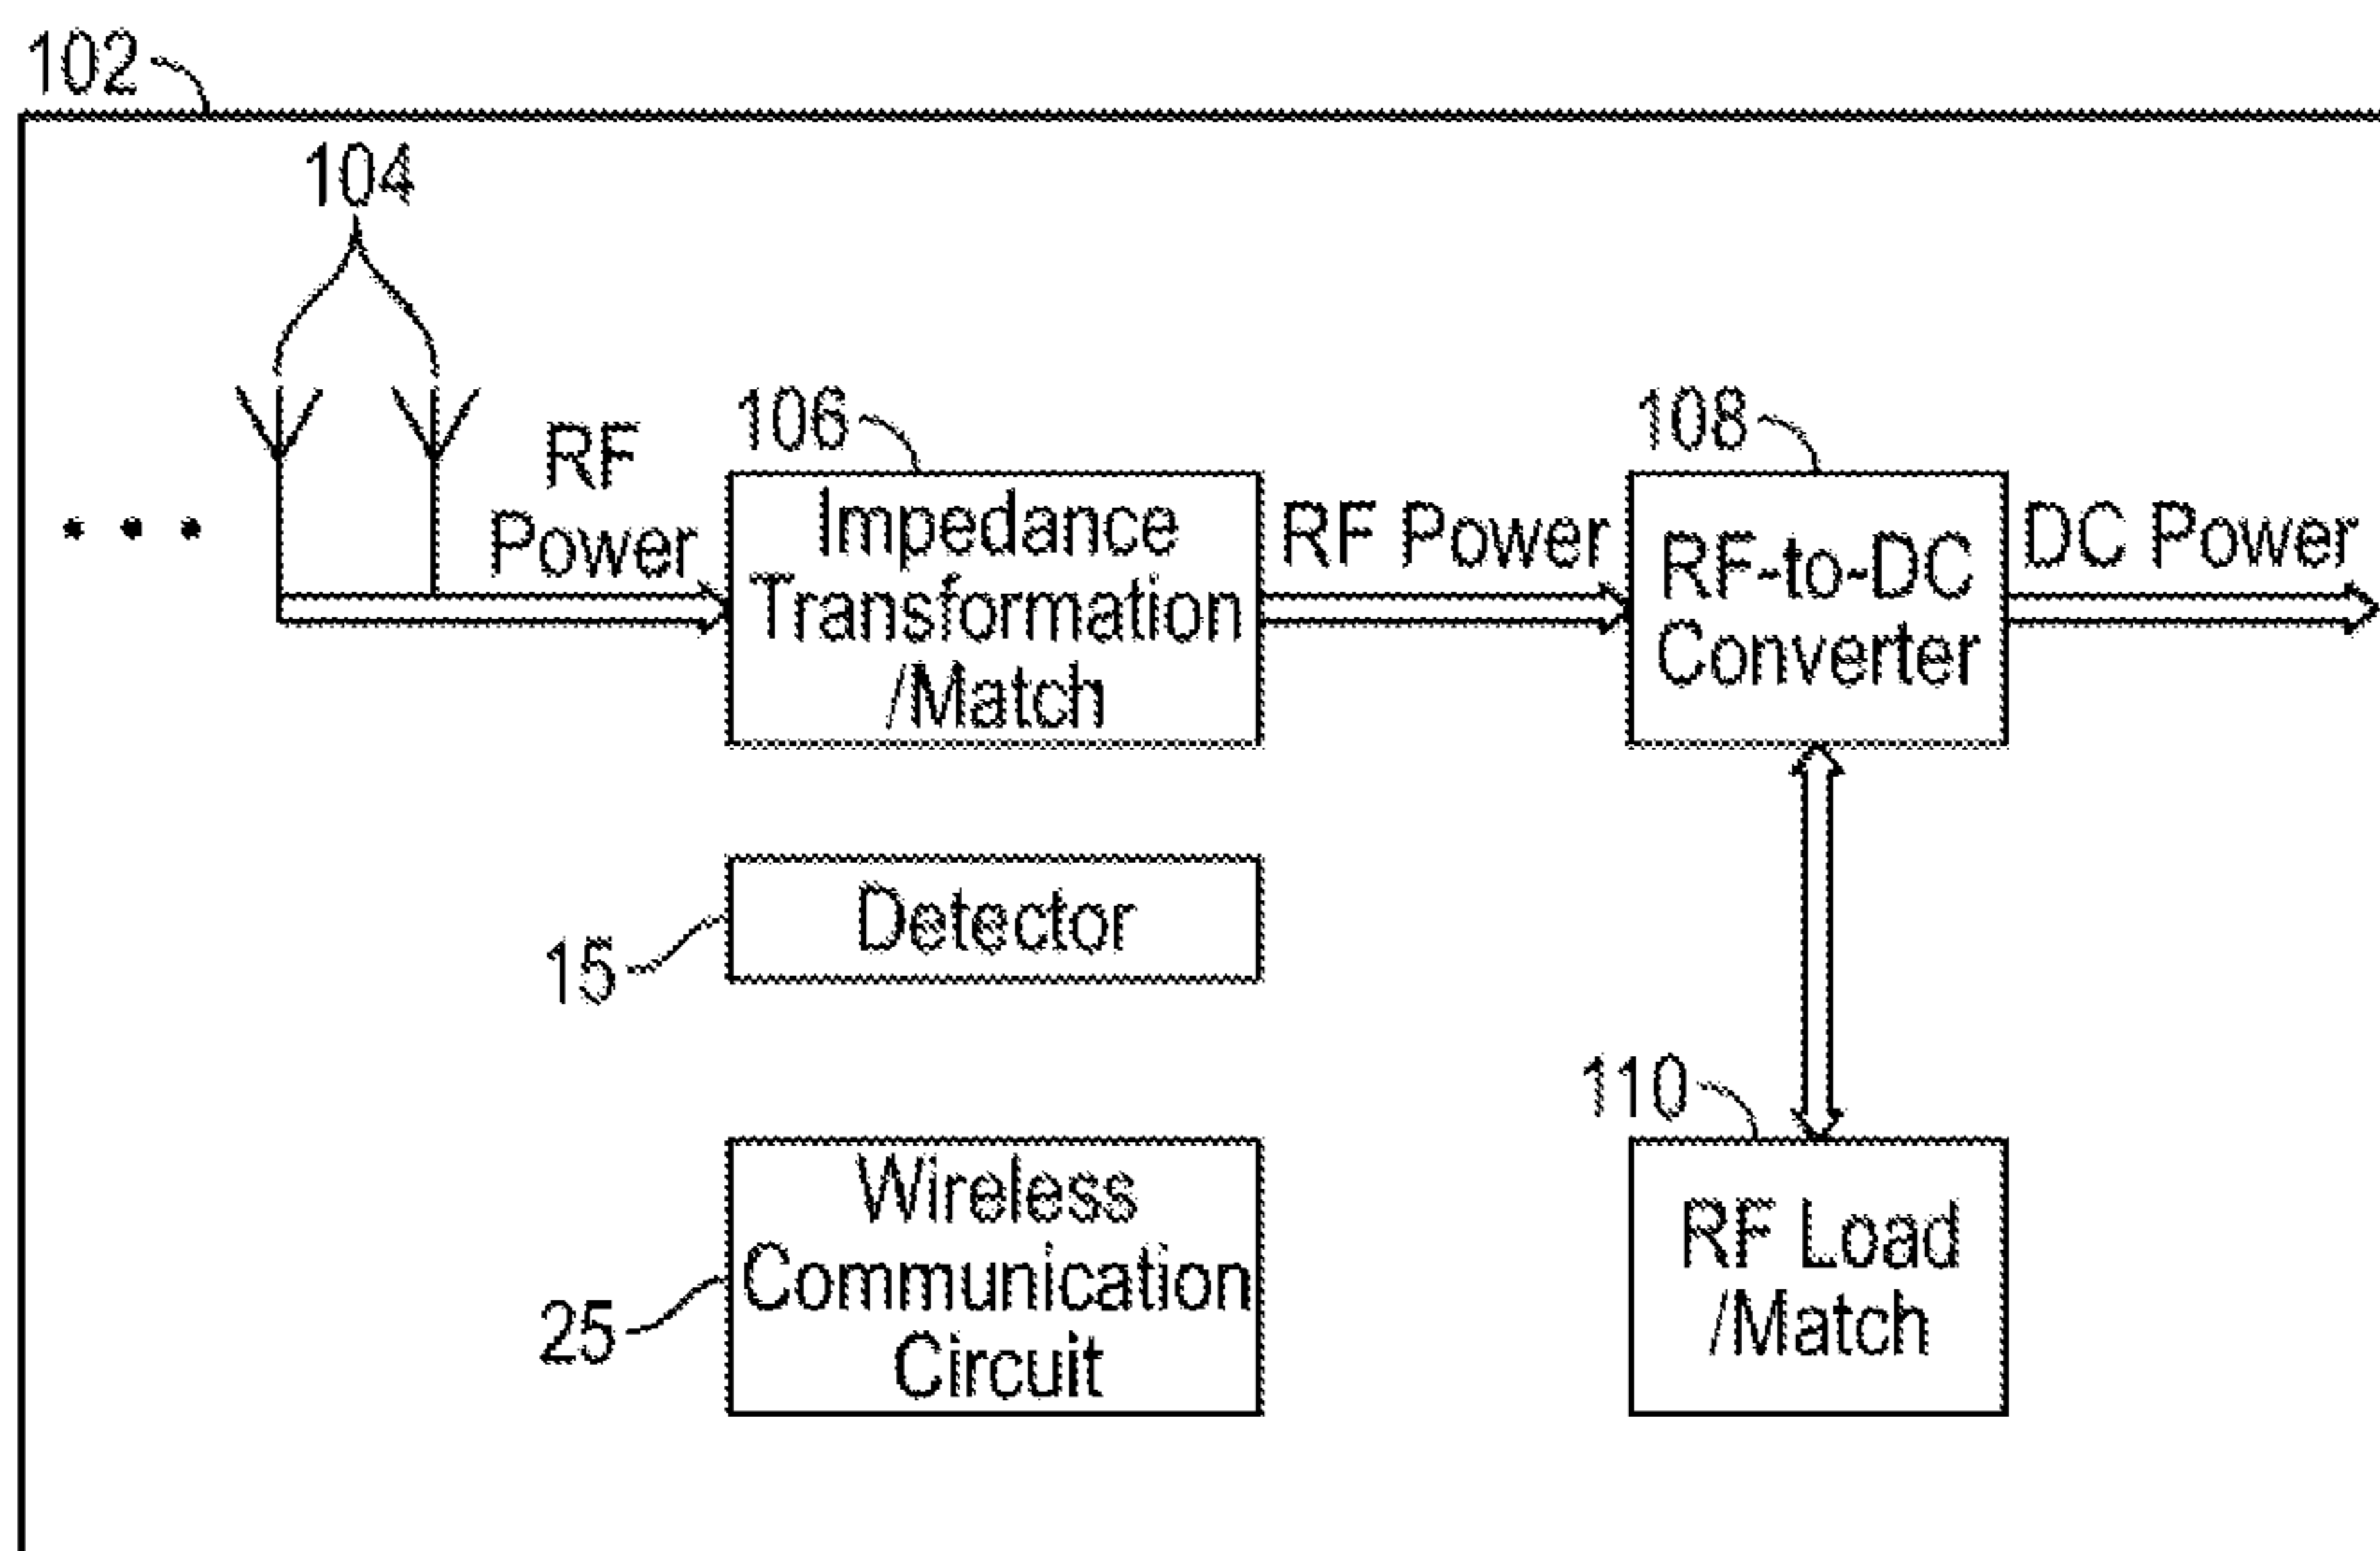 102
104
RF
Power
106
Impedance
Transformation
/Match
RF Power
108
RF-to-DC
Converter
DC Power
15
Detector
110
25
Wireless
Communication
Circuit
RF Load
/Match